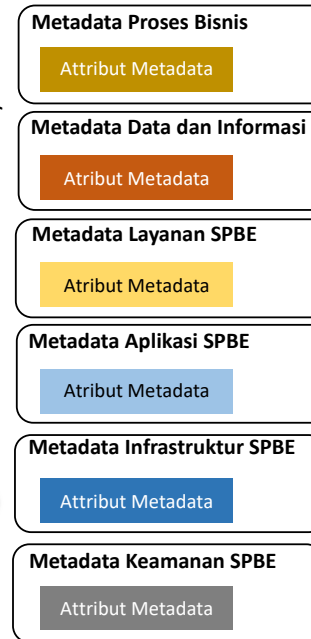 Metadata Proses Bisnis
Attribut Metadata
Metadata Data dan Informasi
Atribut Metadata
Metadata Layanan SPBE
Atribut Metadata
Metadata Aplikasi SPBE
Atribut Metadata
Metadata Infrastruktur SPBE
Attribut Metadata
Metadata Keamanan SPBE
Attribut Metadata